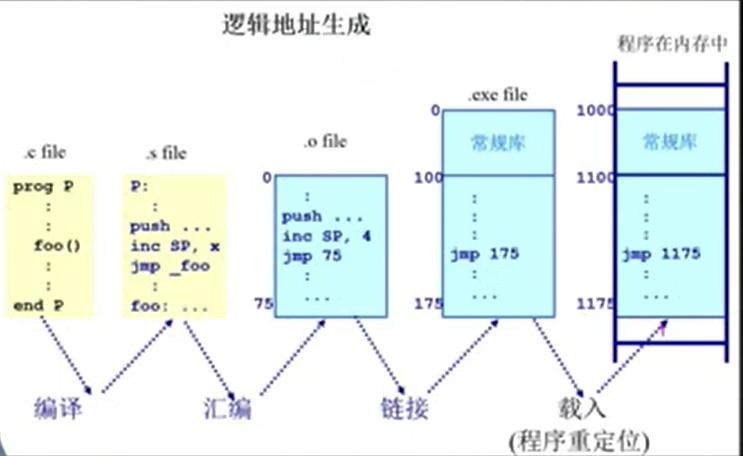 逻辑地址生成
程序在内存中
.c file
prog P
:
:
foo()
:
:
end P
.s file
P:
:
push ...
inc SP, x
jmp _foo
:
foo: ...
.o file
0
:
push ...
inc SP, 4
jmp 75
:
...
75
.exe file
0
常规库
100
:
:
:
jmp 175
:
...
175
1000
常规库
1100
:
:
:
jmp 1175
:
...
1175
编译
汇编
链接
载入
(程序重定位)